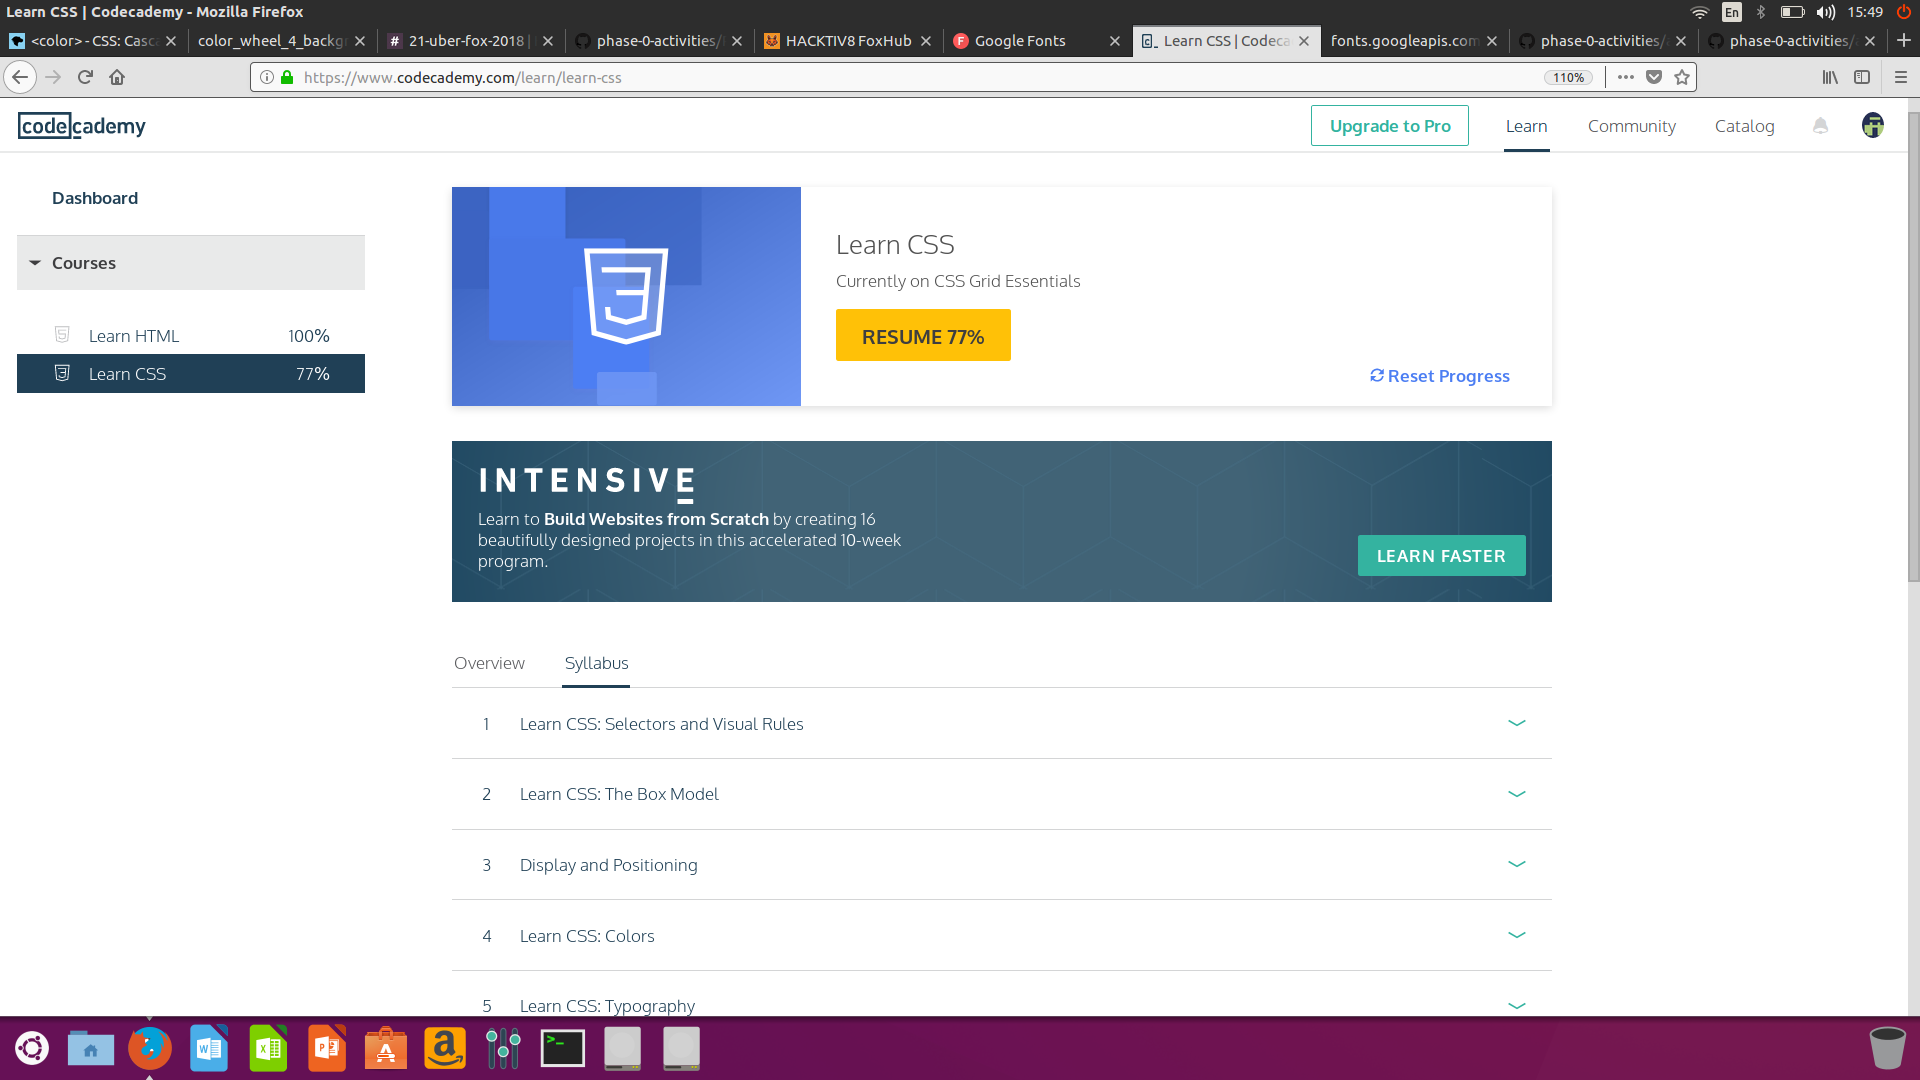 Learn CSS | Codecademy - Mozilla Firefox
En
15:49
<color> - CSS: Casc
color_wheel_4_backgr
21-uber-fox-2018 |
phase-0-activities/
HACKTIV8 FoxHub
Google Fonts
Learn CSS | Codeca
fonts.googleapis.com
phase-0-activities/
phase-0-activities/
https://www.codecademy.com/learn/learn-css
110%
codecademy
Upgrade to Pro
Learn
Community
Catalog
Dashboard
Courses
Learn HTML 100%
Learn CSS 77%
Learn CSS
Currently on CSS Grid Essentials
RESUME 77%
Reset Progress
INTENSIVE
Learn to Build Websites from Scratch by creating 16
beautifully designed projects in this accelerated 10-week
program.
LEARN FASTER
Overview
Syllabus
1 Learn CSS: Selectors and Visual Rules
2 Learn CSS: The Box Model
3 Display and Positioning
4 Learn CSS: Colors
5 Learn CSS: Typography